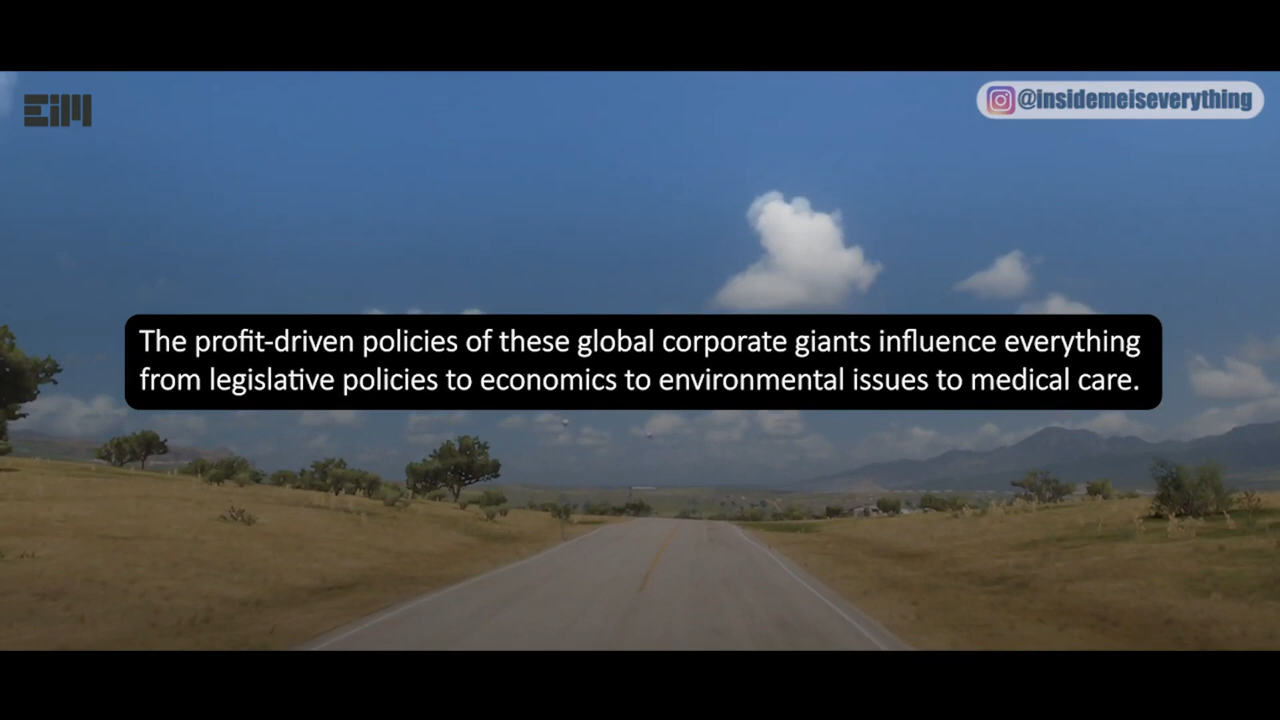 EiM
@insidemeiseverything
The profit-driven policies of these global corporate giants influence everything
from legislative policies to economics to environmental issues to medical care.